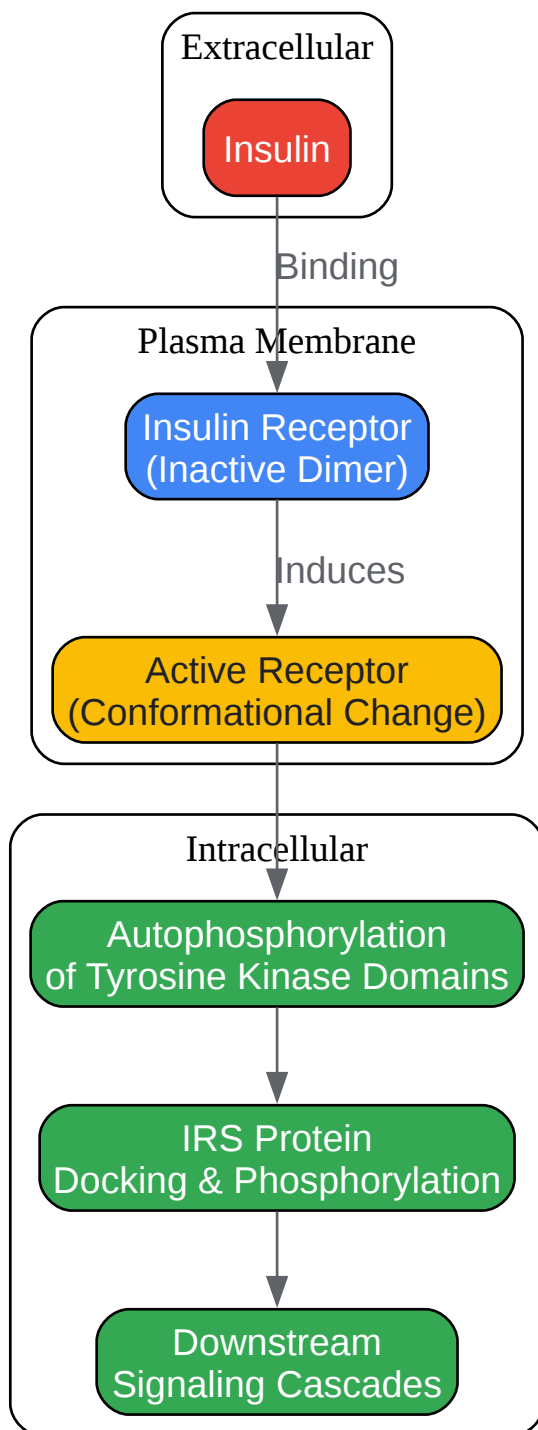 Extracellular
Insulin
Binding
Plasma Membrane
Insulin Receptor
(Inactive Dimer)
Induces
Active Receptor
(Conformational Change)
Intracellular
Autophosphorylation
of Tyrosine Kinase Domains
IRS Protein
Docking & Phosphorylation
Downstream
Signaling Cascades